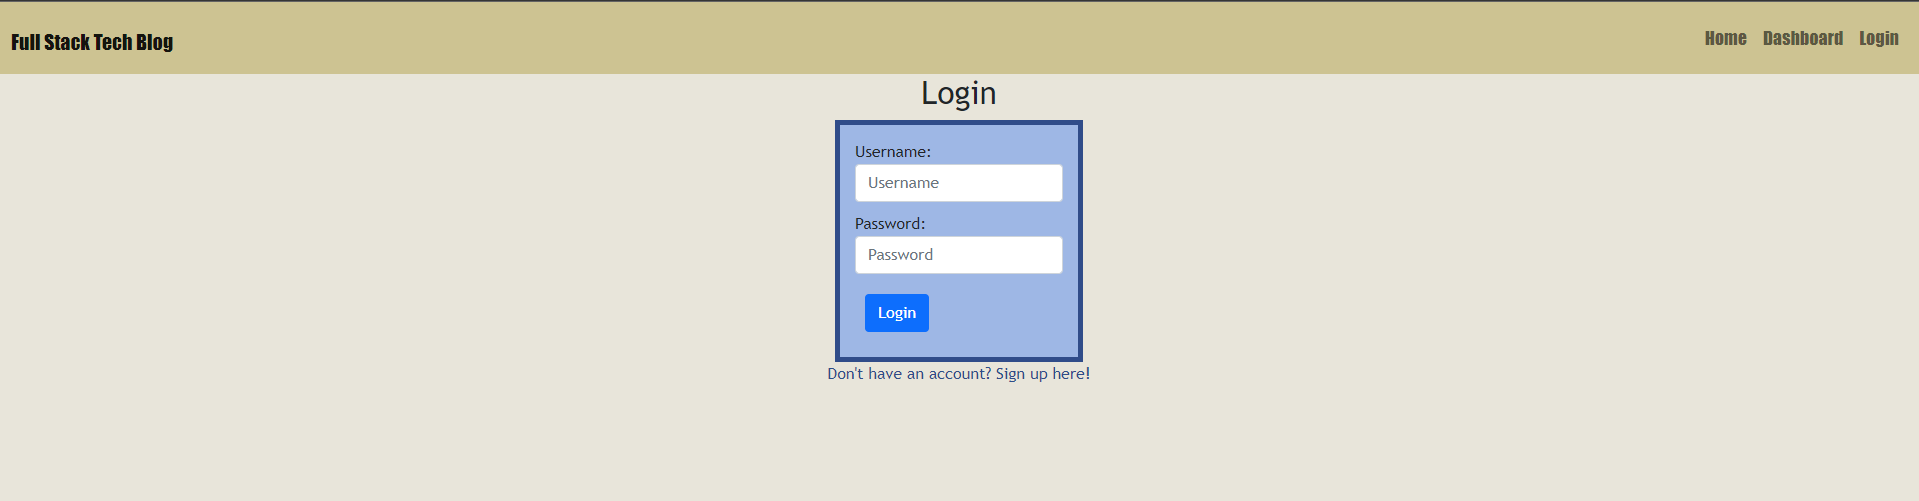 Full Stack Tech Blog
Home Dashboard Login
Login
Username:
Username
Password:
Password
Login
Don't have an account? Sign up here!